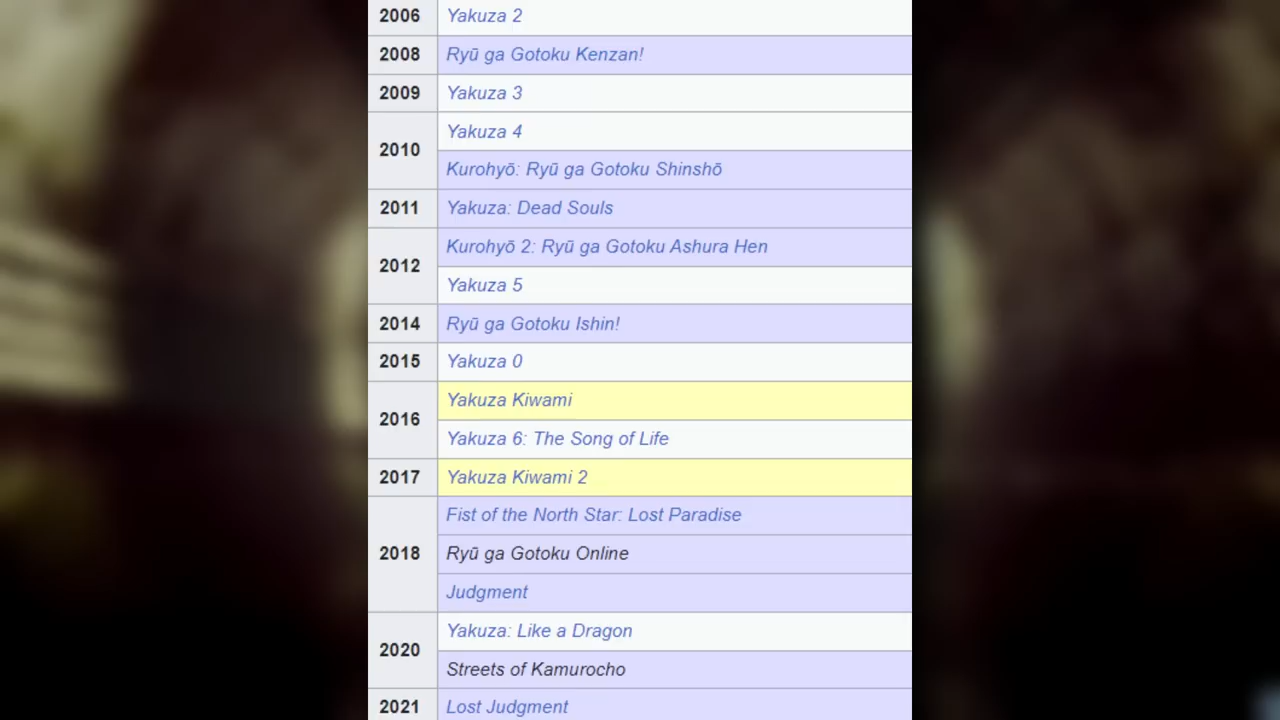 2006 Yakuza 2
2008 Ryū ga Gotoku Kenzan!
2009 Yakuza 3
2010 Yakuza 4
Kurohyō: Ryū ga Gotoku Shinshō
2011 Yakuza: Dead Souls
2012 Kurohyō 2: Ryū ga Gotoku Ashura Hen
Yakuza 5
2014 Ryū ga Gotoku Ishin!
2015 Yakuza 0
2016 Yakuza Kiwami
Yakuza 6: The Song of Life
2017 Yakuza Kiwami 2
2018 Fist of the North Star: Lost Paradise
Ryū ga Gotoku Online
Judgment
2020 Yakuza: Like a Dragon
Streets of Kamurocho
2021 Lost Judgment